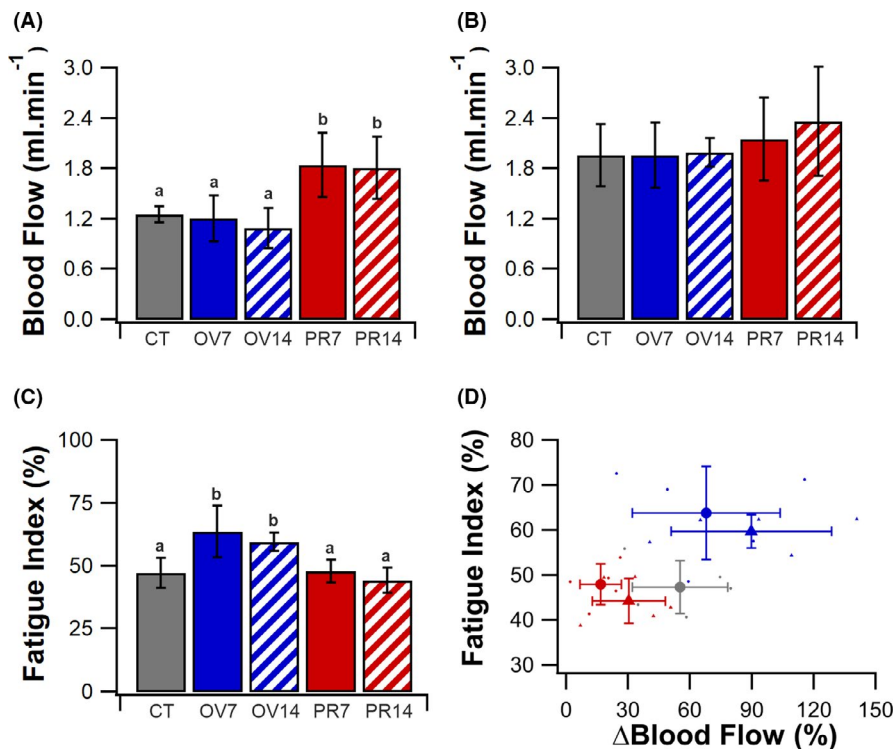 (A)
Blood Flow (ml.min-1)
3.0
2.4
1.8
1.2
0.6
0.0
a
a
a
b
b
CT OV7 OV14 PR7 PR14
(B)
Blood Flow (ml.min-1)
3.0
2.4
1.8
1.2
0.6
0.0
CT OV7 OV14 PR7 PR14
(C)
Fatigue Index (%)
100
75
50
25
0
a
b
b
a
a
CT OV7 OV14 PR7 PR14
(D)
Fatigue Index (%)
80
70
60
50
40
30
0 30 60 90 120 150
ΔBlood Flow (%)